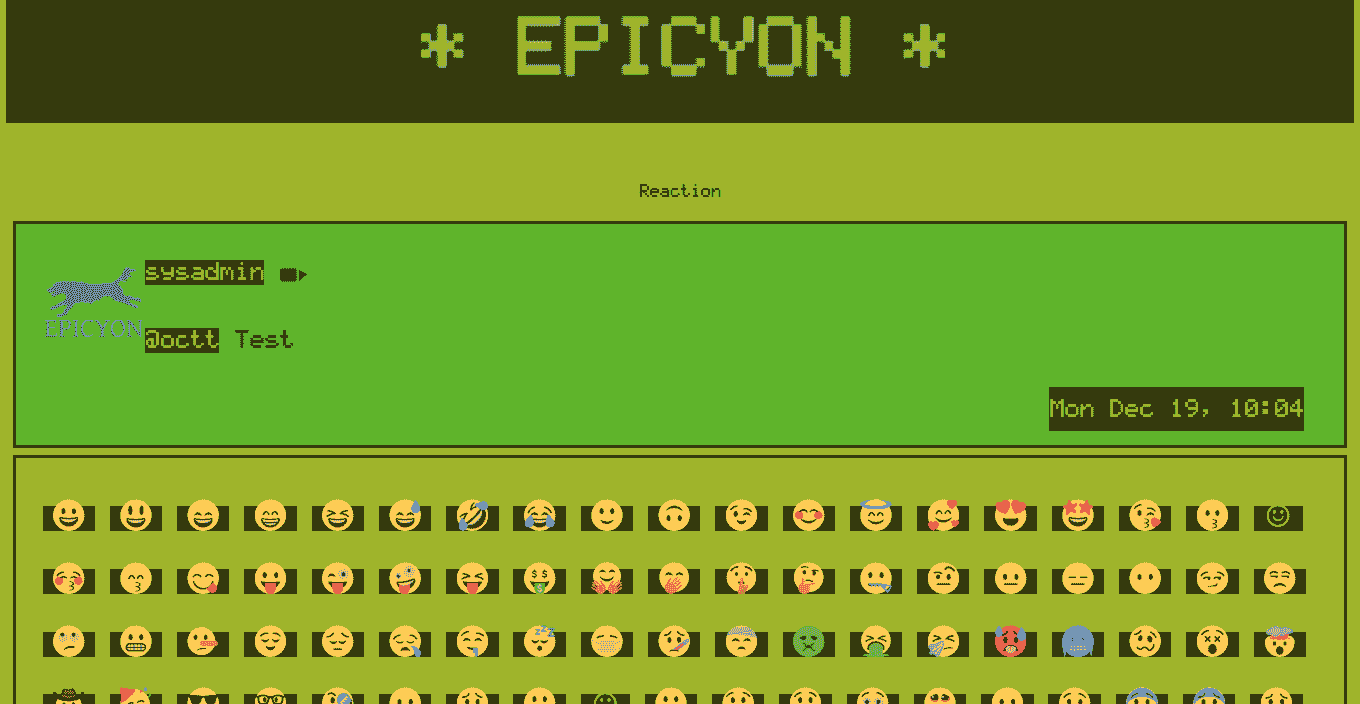 * EPICYON *
Reaction
sysadmin
EPICYON
@octt Test
Mon Dec 19, 10:04